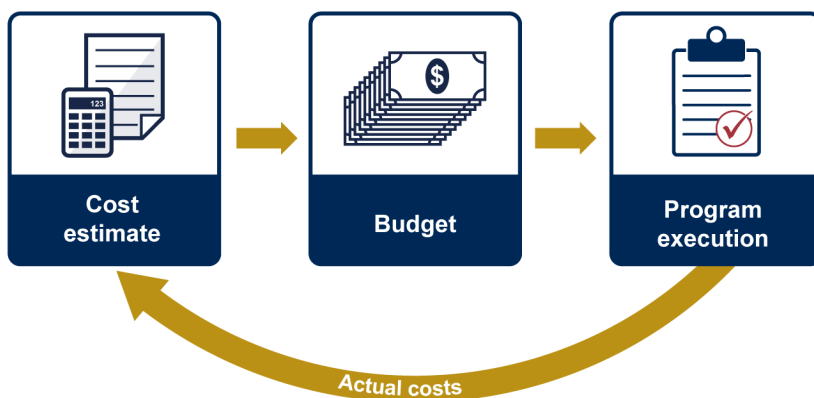 123
$
Cost
estimate
Budget
Program
execution
Actual costs